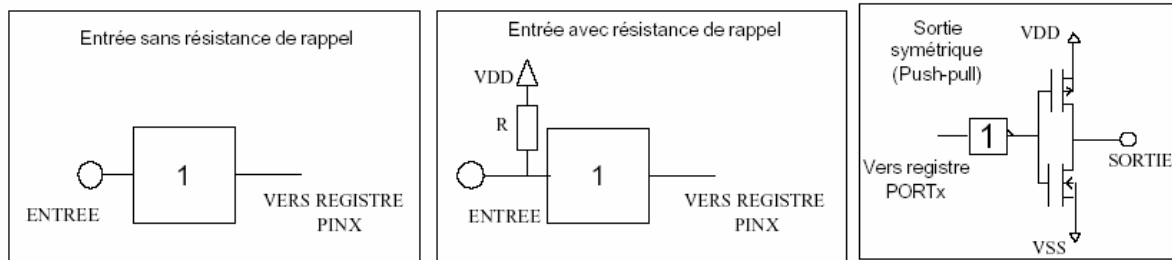 Entrée sans résistance de rappel
1
ENTREE
VERS REGISTRE
PINX
Entrée avec résistance de rappel
VDD
R
1
ENTREE
VERS REGISTRE
PINX
Sortie
symétrique
(Push-pull)
VDD
1
Vers registre
PORTx
SORTIE
VSS